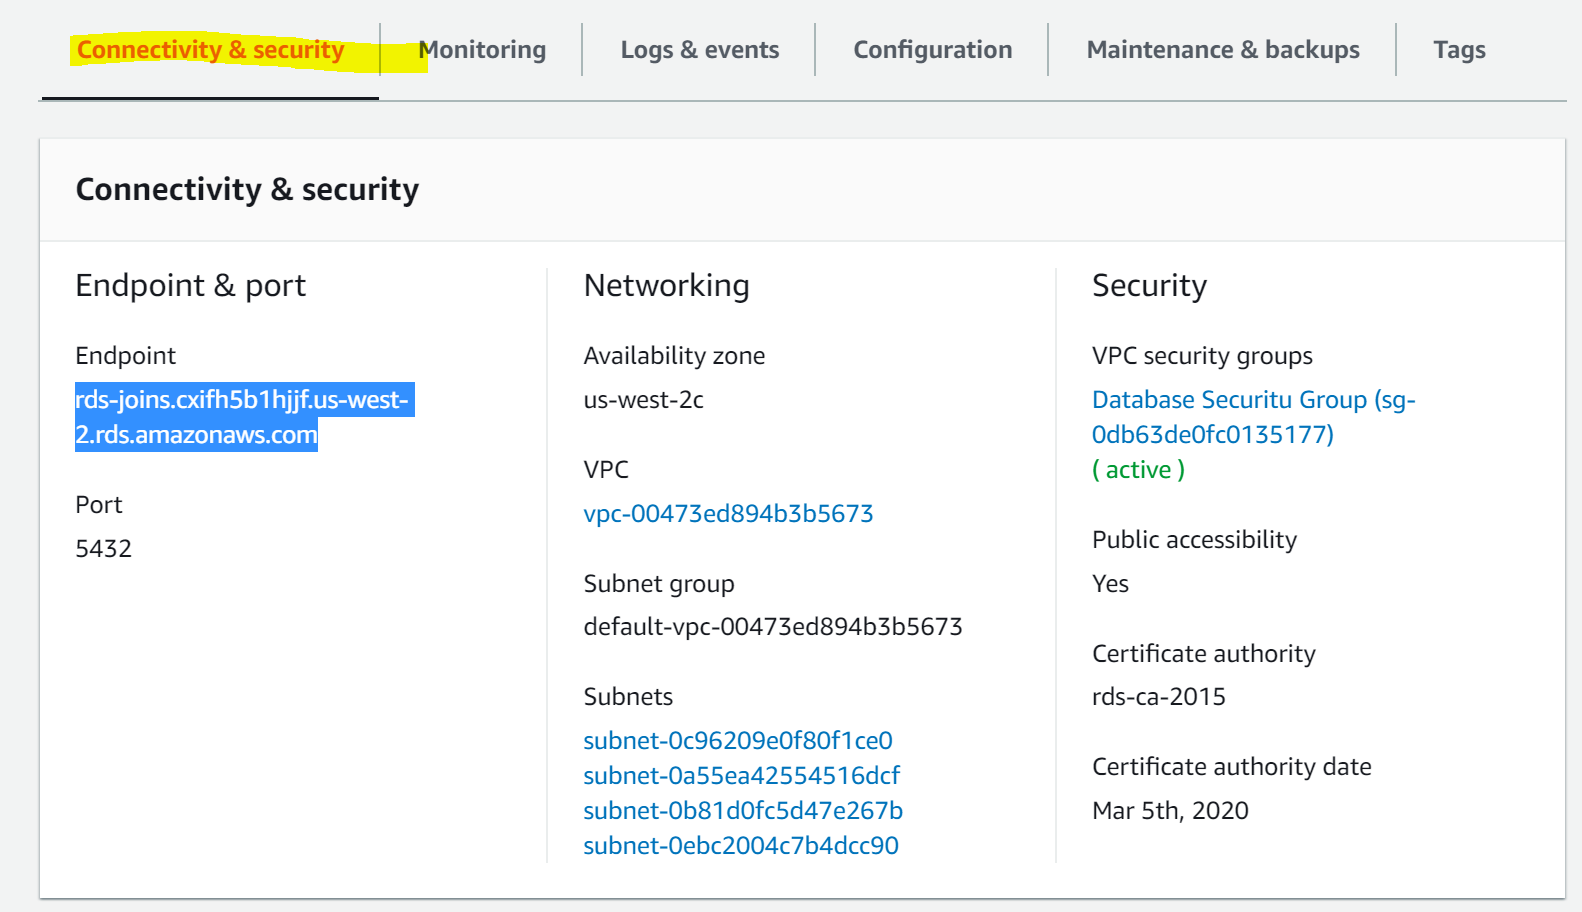 Connectivity & security
Monitoring
Logs & events
Configuration
Maintenance & backups
Tags
Connectivity & security
Endpoint & port
Endpoint
rds-joins.cxifh5b1hjjf.us-west-
2.rds.amazonaws.com
Port
5432
Networking
Availability zone
us-west-2c
VPC
vpc-00473ed894b3b5673
Subnet group
default-vpc-00473ed894b3b5673
Subnets
subnet-0c96209e0f80f1ce0
subnet-0a55ea42554516dcf
subnet-0b81d0fc5d47e267b
subnet-0ebc2004c7b4dcc90
Security
VPC security groups
Database Securitu Group (sg-
0db63de0fc0135177)
( active )
Public accessibility
Yes
Certificate authority
rds-ca-2015
Certificate authority date
Mar 5th, 2020